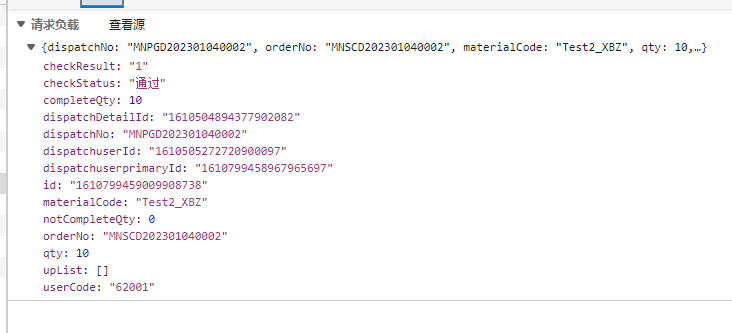 ▼ 请求负载 查看源
▼ {dispatchNo: "MNPGD202301040002", orderNo: "MNSCD202301040002", materialCode: "Test2_XBZ", qty: 10,…}
checkResult: "1"
checkStatus: "通过"
completeQty: 10
dispatchDetailId: "1610504894377902082"
dispatchNo: "MNPGD202301040002"
dispatchuserId: "1610505272720900097"
dispatchuserprimaryId: "1610799458967965697"
id: "1610799459009908738"
materialCode: "Test2_XBZ"
notCompleteQty: 0
orderNo: "MNSCD202301040002"
qty: 10
upList: []
userCode: "62001"